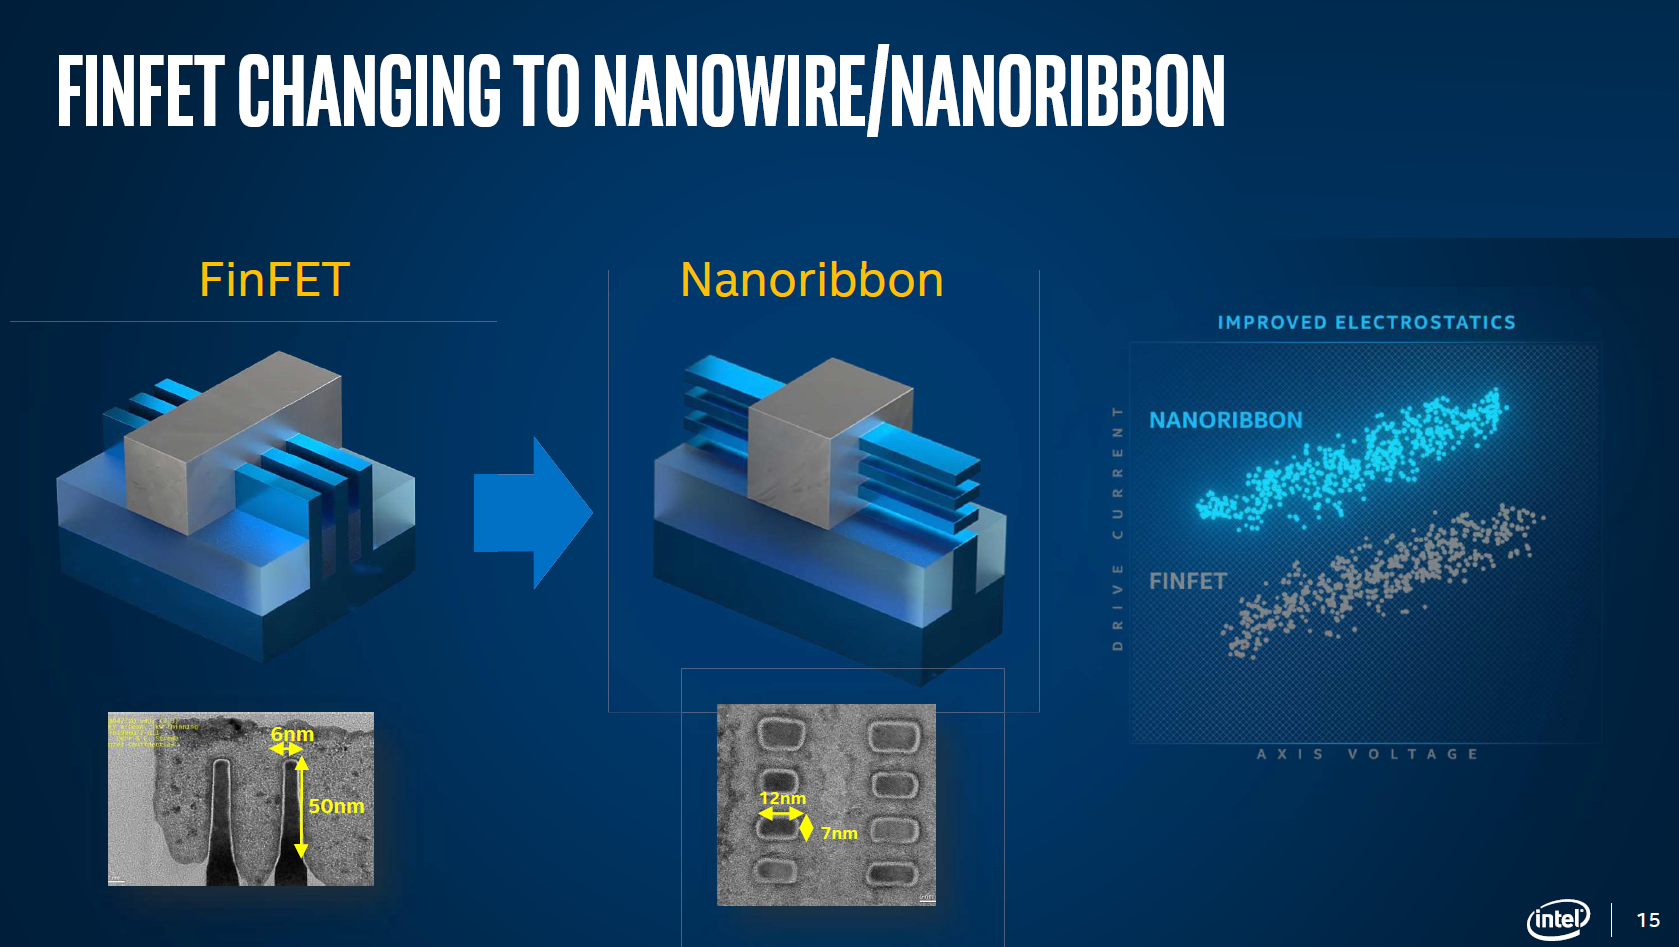 FINFET CHANGING TO NANOWIRE/NANORIBBON
FinFET
Nanoribbon
IMPROVED ELECTROSTATICS
NANORIBBON
FINFET
DRIVE CURRENT
AXIS VOLTAGE
6nm
50nm
12nm
7nm
intel
15